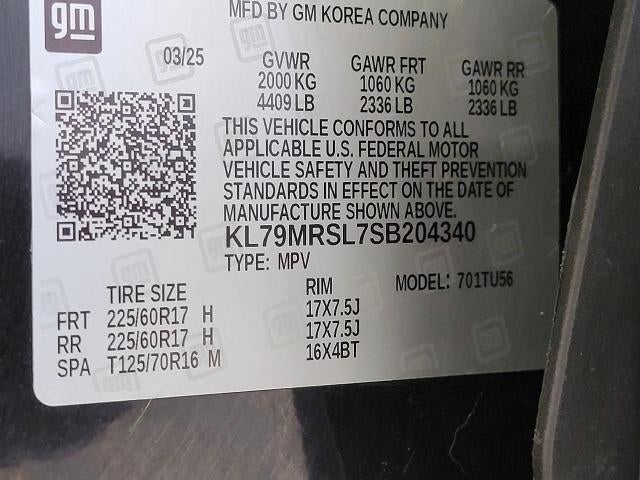 gm
MFD BY GM KOREA COMPANY
03/25 GVWR GAWR FRT GAWR RR
2000 KG 1060 KG 1060 KG
4409 LB 2336 LB 2336 LB
THIS VEHICLE CONFORMS TO ALL
APPLICABLE U.S. FEDERAL MOTOR
VEHICLE SAFETY AND THEFT PREVENTION
STANDARDS IN EFFECT ON THE DATE OF
MANUFACTURE SHOWN ABOVE.
KL79MRSL7SB204340
TYPE: MPV MODEL: 701TU56
TIRE SIZE RIM
FRT 225/60R17 H 17X7.5J
RR 225/60R17 H 17X7.5J
SPA T125/70R16 M 16X4BT